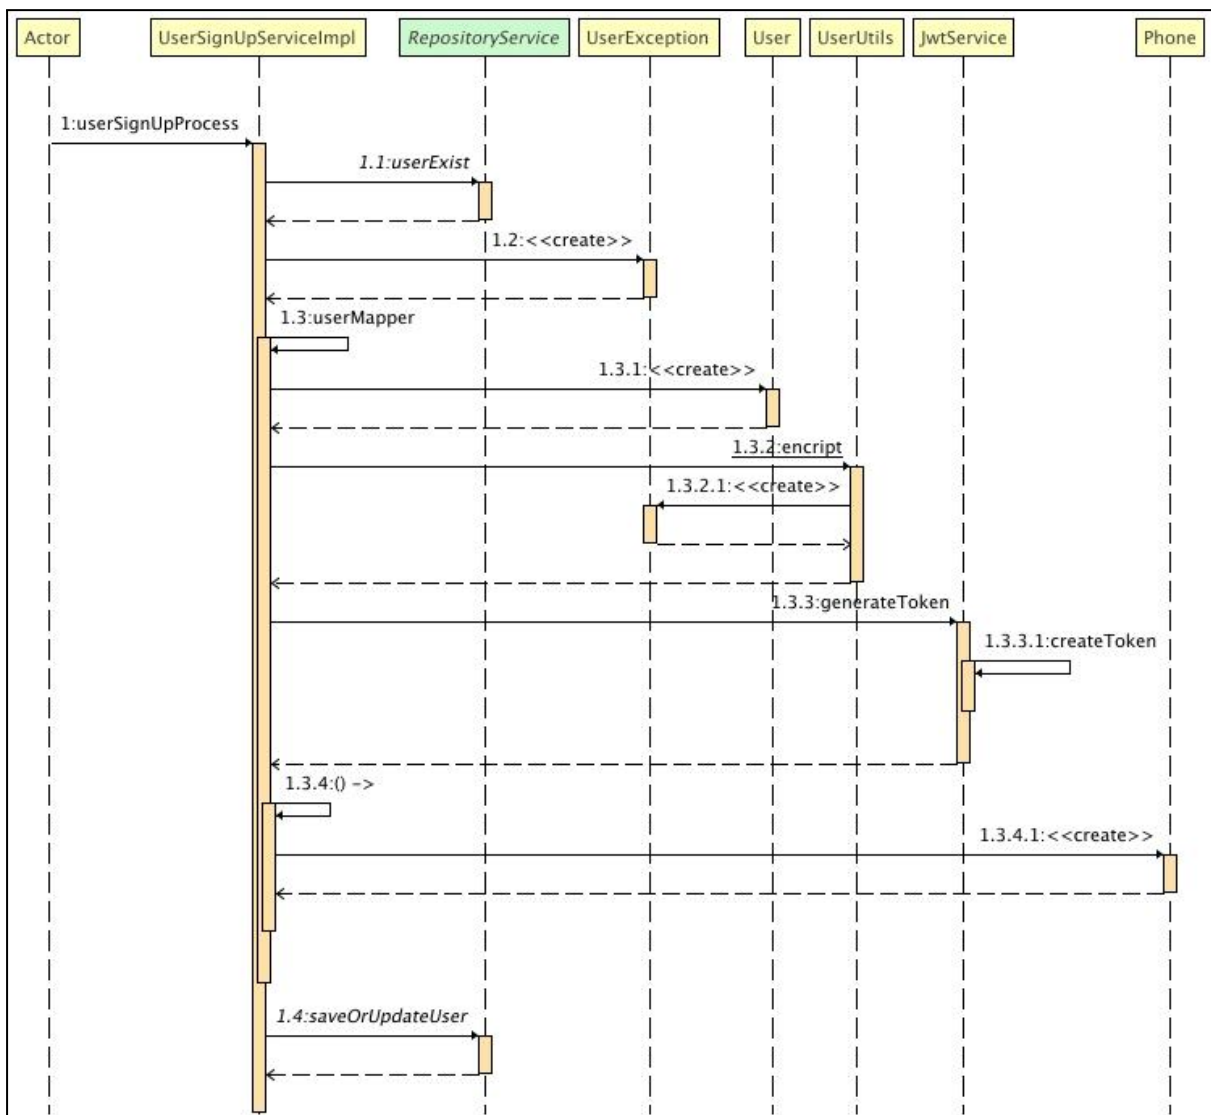 Actor UserSignUpServiceImpl RepositoryService UserException User UserUtils JwtService Phone
1:userSignUpProcess
1.1:userExist
1.2:<<create>>
1.3:userMapper
1.3.1:<<create>>
1.3.2:encript
1.3.2.1:<<create>>
1.3.3:generateToken
1.3.3.1:createToken
1.3.4:() ->
1.3.4.1:<<create>>
1.4:saveOrUpdateUser